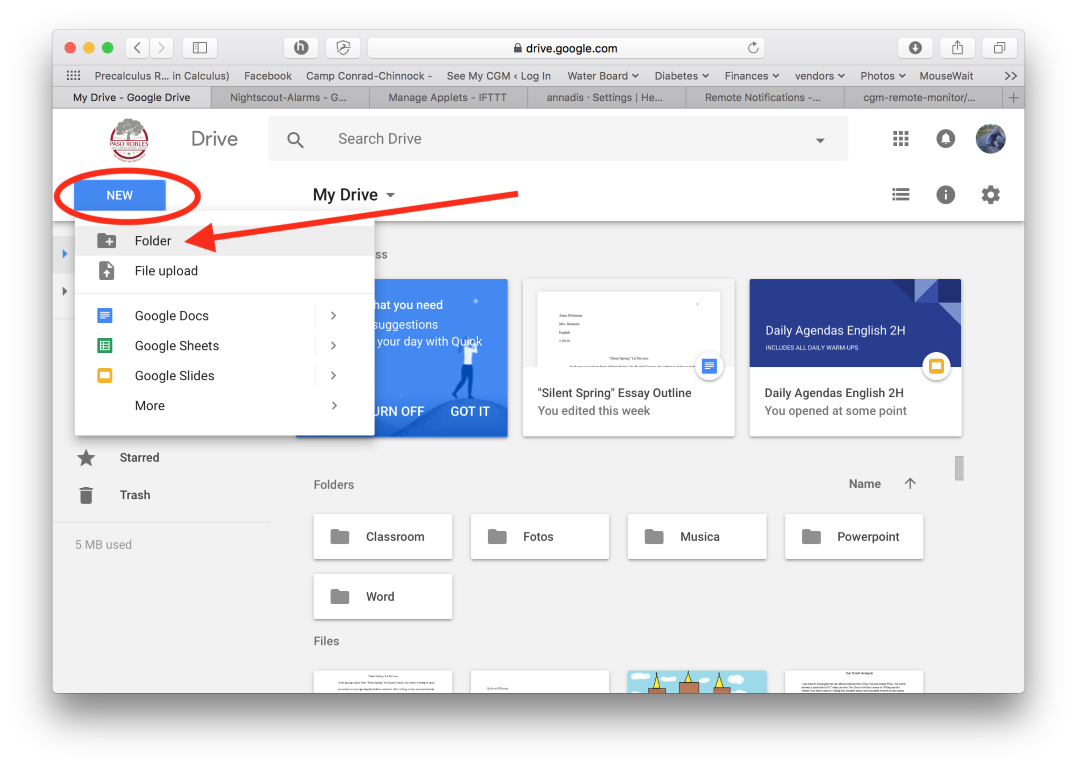 drive.google.com
Precalculus R... in Calculus) Facebook Camp Conrad-Chinnock - See My CGM ‹ Log In Water Board Diabetes Finances vendors Photos MouseWait
My Drive - Google Drive Nightscout-Alarms - G... Manage Applets - IFTTT annadis · Settings | He... Remote Notifications -... cgm-remote-monitor/...
PASO ROBLES
Drive
Search Drive
NEW
My Drive
Folder
File upload
Google Docs
Google Sheets
Google Slides
More
Starred
Trash
5 MB used
ss
hat you need
suggestions
your day with Quick
URN OFF GOT IT
English
"Silent Spring" Essay Outline
You edited this week
Daily Agendas English 2H
INCLUDES ALL DAILY WARM-UPS
Daily Agendas English 2H
You opened at some point
Folders
Name
Classroom
Fotos
Musica
Powerpoint
Word
Files